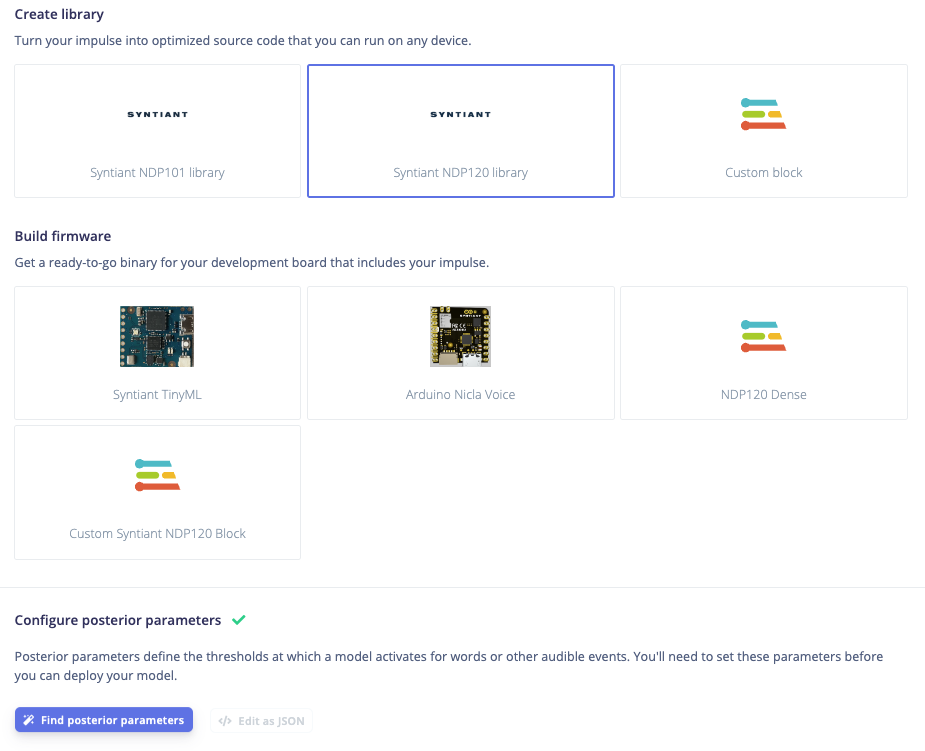 Create library
Turn your impulse into optimized source code that you can run on any device.
SYNTIANT
SYNTIANT
Syntiant NDP101 library
Syntiant NDP120 library
Custom block
Build firmware
Get a ready-to-go binary for your development board that includes your impulse.
Syntiant TinyML
Arduino Nicla Voice
NDP120 Dense
Custom Syntiant NDP120 Block
Configure posterior parameters
Posterior parameters define the thresholds at which a model activates for words or other audible events. You'll need to set these parameters before
you can deploy your model.
Find posterior parameters
</> Edit as JSON